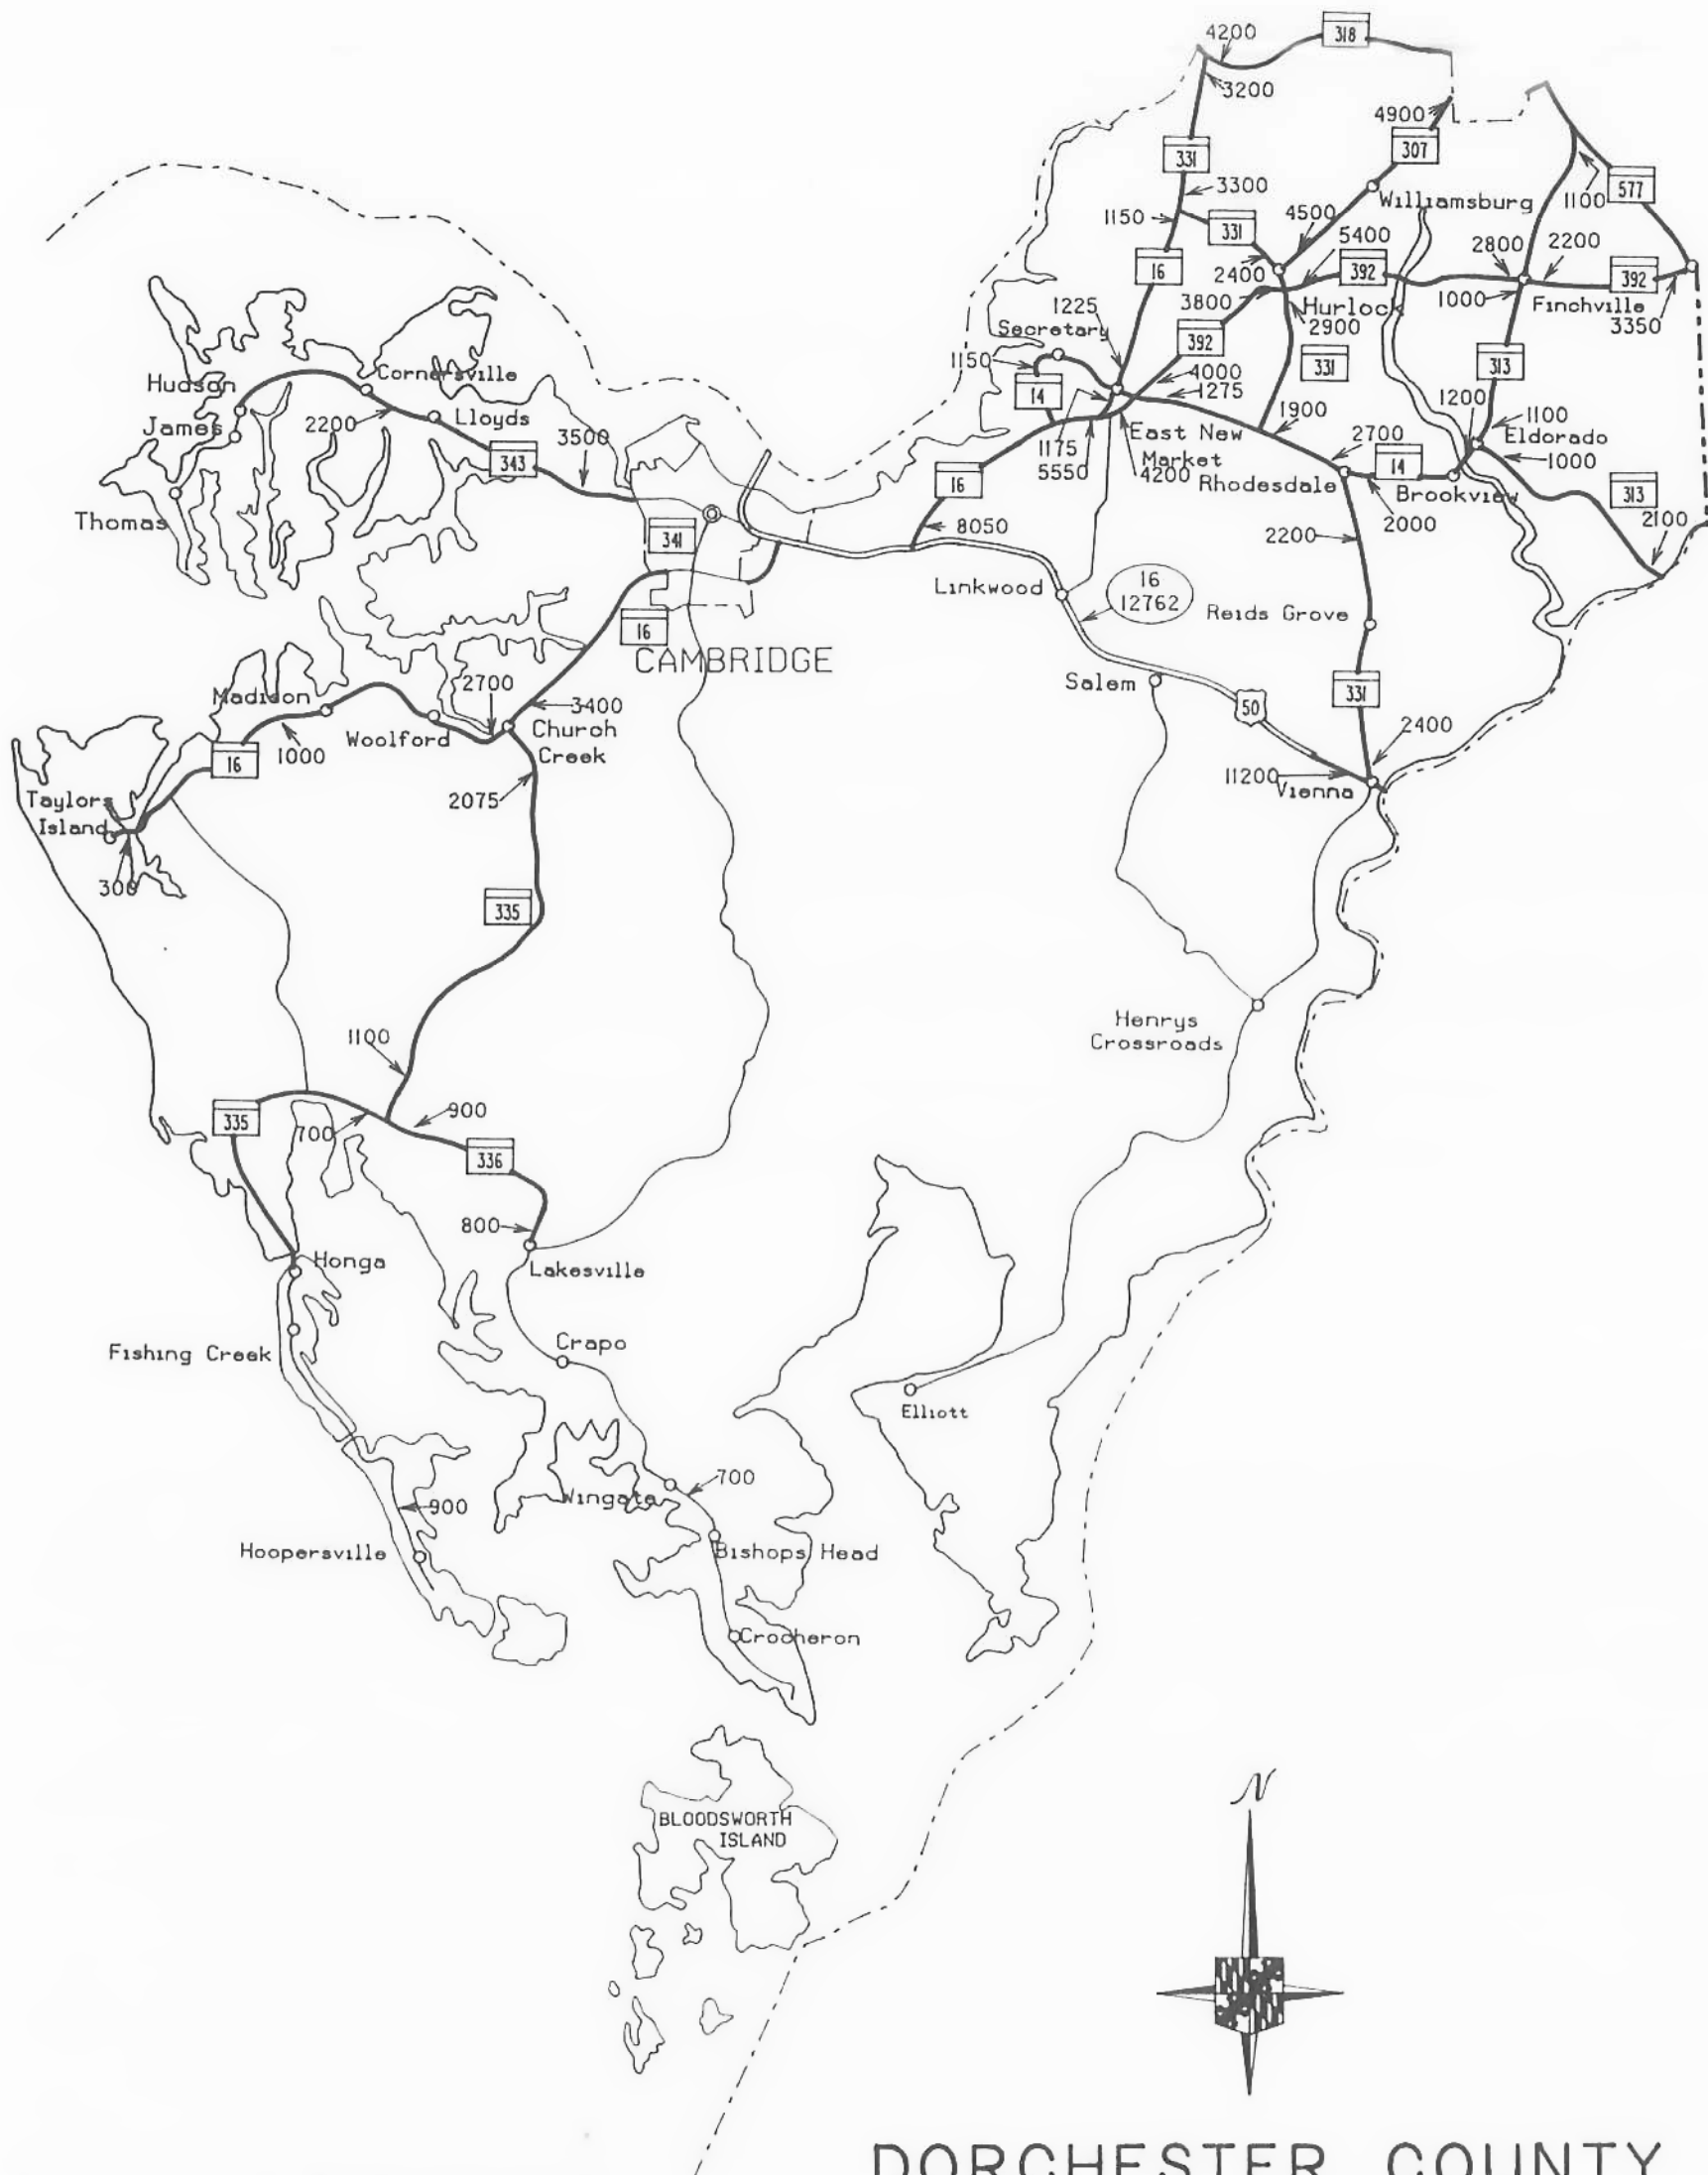 318
4200
3200
4900
307
331
3300
577
1100
Williamsburg
1150
331
4500
5400
2800
2200
16
2400
392
392
1000
Finchville
3350
3800
Hurlock
2900
1225
Secretary
392
331
313
1150
4000
1275
14
1200
1100
Eldorado
1000
1900
2700
1175
5550
East New
Market
4200
Rhodesdale
14
Brookview
313
2100
2000
16
8050
2200
Cornersville
Hudson
James
Lloyds
2200
3500
343
Thomas
341
Linkwood
16
12762
Reids Grove
16
CAMBRIDGE
Salem
331
50
2400
11200
Vienna
Madison
2700
3400
Woolford
Church
Creek
1000
16
2075
Taylors
Island
300
335
Henrys
Crossroads
1100
335
900
700
336
800
Honga
Lakesville
Fishing Creek
Crapo
Elliott
Wingate
700
900
Hoopersville
Bishops Head
Crocheron
BLOODSWORTH
ISLAND
N
DORCHESTER COUNTY